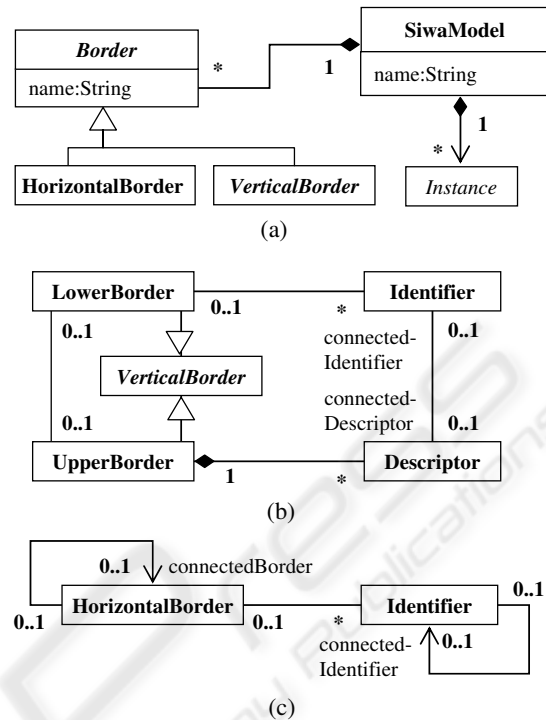 Border
SiwaModel
name:String
*
1
name:String
1
*
HorizontalBorder
VerticalBorder
Instance
(a)
LowerBorder
Identifier
0..1
*
0..1
0..1
connected-
Identifier
VerticalBorder
connected-
Descriptor
0..1
0..1
UpperBorder
Descriptor
1
*
(b)
0..1
connectedBorder
0..1
HorizontalBorder
Identifier
0..1
0..1
*
connected-
Identifier
0..1
(c)